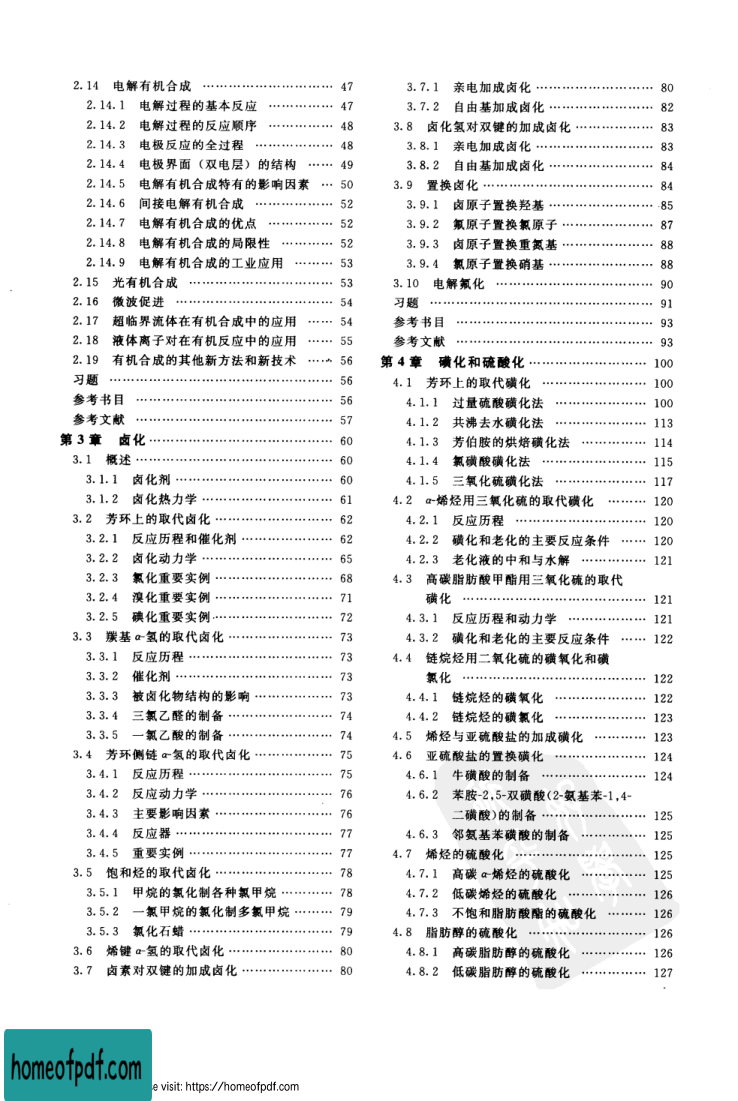 2.14 电解有机合成 …………………………… 47
2.14.1 电解过程的基本反应 …………… 47
2.14.2 电解过程的反应顺序 …………… 48
2.14.3 电极反应的全过程 ……………… 48
2.14.4 电极界面（双电层）的结构 …… 49
2.14.5 电解有机合成特有的影响因素 … 50
2.14.6 间接电解有机合成 ……………… 52
2.14.7 电解有机合成的优点 …………… 52
2.14.8 电解有机合成的局限性 ………… 52
2.14.9 电解有机合成的工业应用 ……… 53
2.15 光有机合成 ……………………………… 53
2.16 微波促进 ………………………………… 54
2.17 超临界流体在有机合成中的应用 …… 54
2.18 液体离子对在有机反应中的应用 …… 55
2.19 有机合成的其他新方法和新技术 …… 56
习题 …………………………………………… 56
参考书目 ……………………………………… 56
参考文献 ……………………………………… 57
第 3 章 卤化 ………………………………… 60
3.1 概述 ……………………………………… 60
3.1.1 卤化剂 ……………………………… 60
3.1.2 卤化热力学 ………………………… 61
3.2 芳环上的取代卤化 ……………………… 62
3.2.1 反应历程和催化剂 ………………… 62
3.2.2 卤化动力学 ………………………… 65
3.2.3 氯化重要实例 ……………………… 68
3.2.4 溴化重要实例 ……………………… 71
3.2.5 碘化重要实例 ……………………… 72
3.3 羰基 α-氢的取代卤化 ………………… 73
3.3.1 反应历程 …………………………… 73
3.3.2 催化剂 ……………………………… 73
3.3.3 被卤化物结构的影响 ……………… 73
3.3.4 三氯乙醛的制备 …………………… 74
3.3.5 一氯乙酸的制备 …………………… 74
3.4 芳环侧链 α-氢的取代卤化 …………… 75
3.4.1 反应历程 …………………………… 75
3.4.2 反应动力学 ………………………… 76
3.4.3 主要影响因素 ……………………… 76
3.4.4 反应器 ……………………………… 77
3.4.5 重要实例 …………………………… 77
3.5 饱和烃的取代卤化 ……………………… 78
3.5.1 甲烷的氯化制各种氯甲烷 ………… 78
3.5.2 一氯甲烷的氯化制多氯甲烷 ……… 79
3.5.3 氯化石蜡 …………………………… 79
3.6 烯键 α-氢的取代卤化 ………………… 80
3.7 卤素对双键的加成卤化 ………………… 80
3.7.1 亲电加成卤化 ……………………… 80
3.7.2 自由基加成卤化 …………………… 82
3.8 卤化氢对双键的加成卤化 ……………… 83
3.8.1 亲电加成卤化 ……………………… 83
3.8.2 自由基加成卤化 …………………… 84
3.9 置换卤化 ………………………………… 84
3.9.1 卤原子置换羟基 …………………… 85
3.9.2 氟原子置换氯原子 ………………… 87
3.9.3 卤原子置换重氮基 ………………… 88
3.9.4 氯原子置换硝基 …………………… 88
3.10 电解氟化 ……………………………… 90
习题 …………………………………………… 91
参考书目 ……………………………………… 93
参考文献 ……………………………………… 93
第 4 章 磺化和硫酸化 ……………………… 100
4.1 芳环上的取代磺化 ……………………… 100
4.1.1 过量硫酸磺化法 …………………… 100
4.1.2 共沸去水磺化法 …………………… 113
4.1.3 芳伯胺的烘焙磺化法 ……………… 114
4.1.4 氯磺酸磺化法 ……………………… 115
4.1.5 三氧化硫磺化法 …………………… 117
4.2 α-烯烃用三氧化硫的取代磺化 ……… 120
4.2.1 反应历程 …………………………… 120
4.2.2 磺化和老化的主要反应条件 ……… 120
4.2.3 老化液的中和与水解 ……………… 121
4.3 高碳脂肪酸甲酯用三氧化硫的取代
磺化 …………………………………………… 121
4.3.1 反应历程和动力学 ………………… 121
4.3.2 磺化和老化的主要反应条件 ……… 122
4.4 链烷烃用二氧化硫的磺氧化和磺
氯化 …………………………………………… 122
4.4.1 链烷烃的磺氧化 …………………… 122
4.4.2 链烷烃的磺氯化 …………………… 123
4.5 烯烃与亚硫酸盐的加成磺化 …………… 123
4.6 亚硫酸盐的置换磺化 …………………… 124
4.6.1 牛磺酸的制备 ……………………… 124
4.6.2 苯胺-2,5-双磺酸(2-氨基苯-1,4-
二磺酸)的制备 ……………………………… 125
4.6.3 邻氨基苯磺酸的制备 ……………… 125
4.7 烯烃的硫酸化 …………………………… 125
4.7.1 高碳 α-烯烃的硫酸化 …………… 125
4.7.2 低碳烯烃的硫酸化 ………………… 126
4.7.3 不饱和脂肪酸酯的硫酸化 ………… 126
4.8 脂肪醇的硫酸化 ………………………… 126
4.8.1 高碳脂肪醇的硫酸化 ……………… 126
4.8.2 低碳脂肪醇的硫酸化 ……………… 127
homeofpdf.com
e visit: https://homeofpdf.com